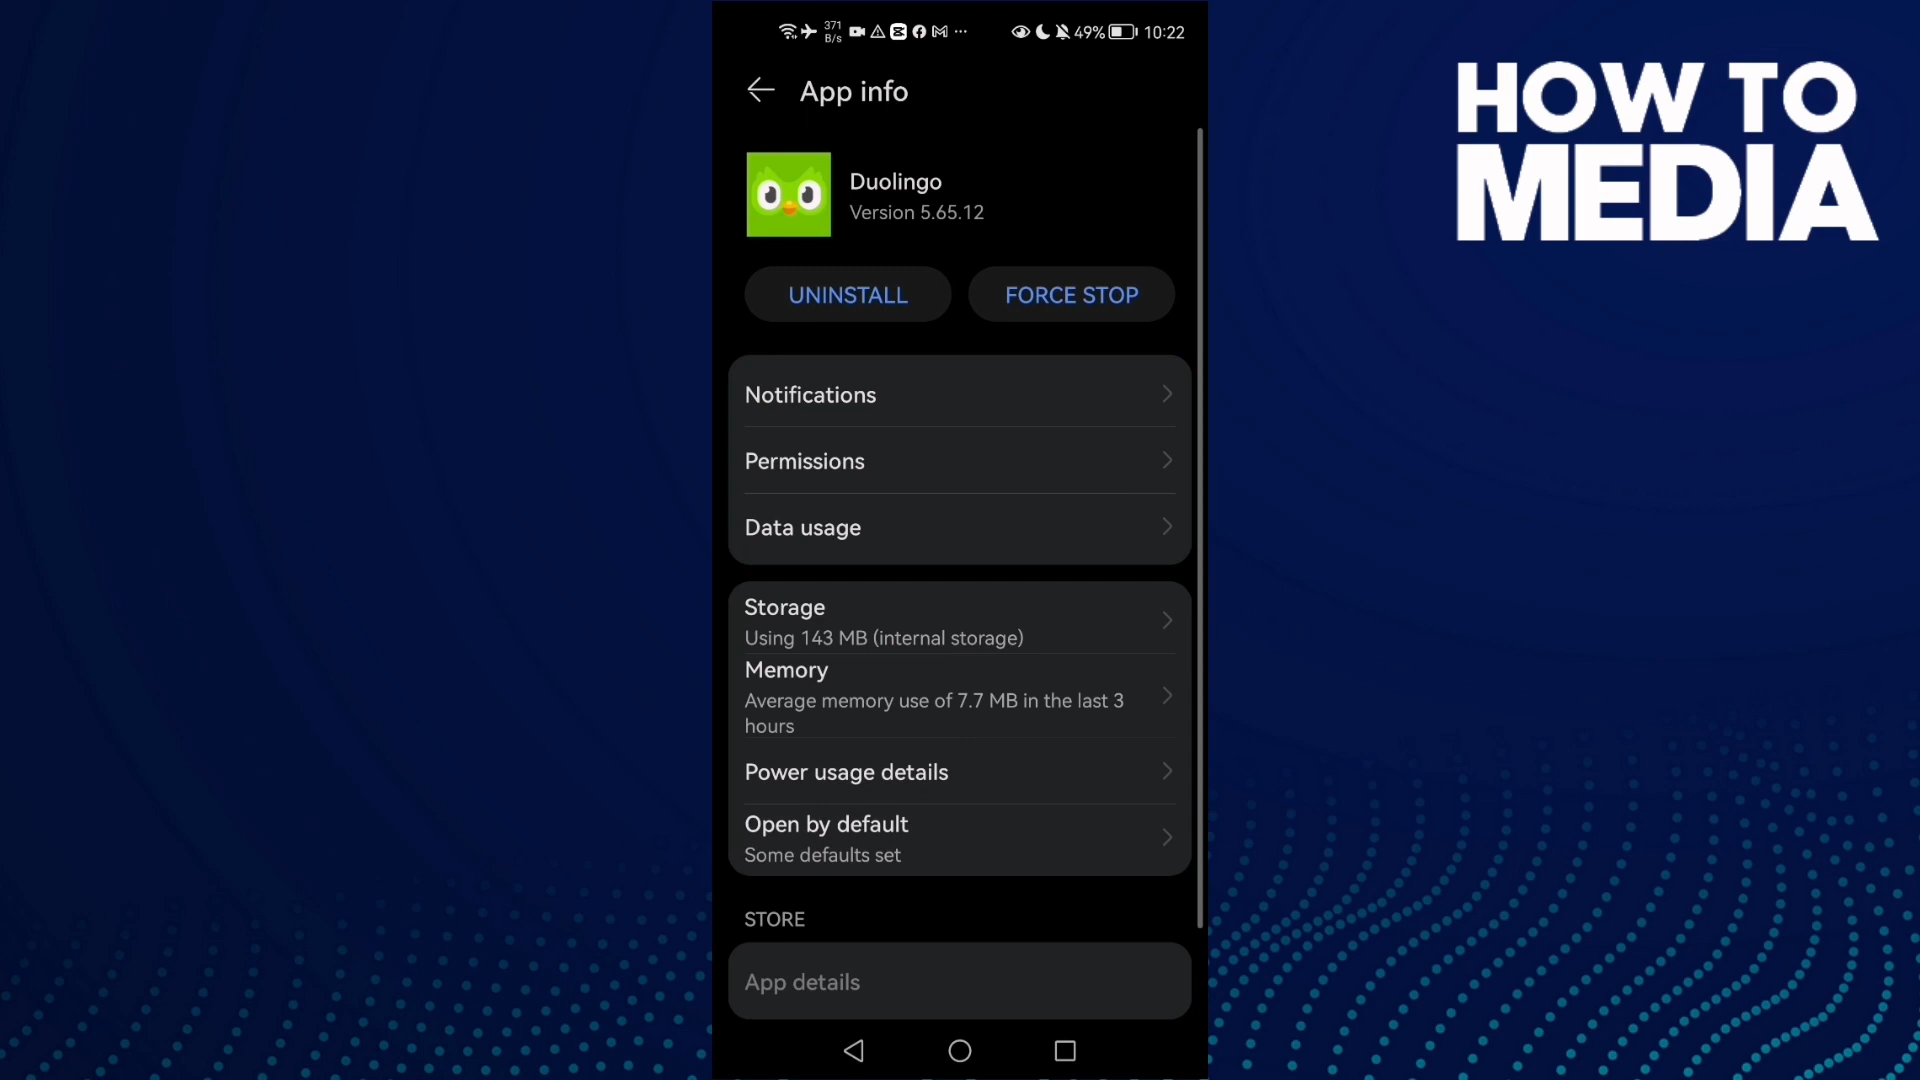 371
B/s
49%
10:22
App info
Duolingo
Version 5.65.12
UNINSTALL
FORCE STOP
Notifications
Permissions
Data usage
Storage
Using 143 MB (internal storage)
Memory
Average memory use of 7.7 MB in the last 3
hours
Power usage details
Open by default
Some defaults set
STORE
App details
HOW TO
MEDIA